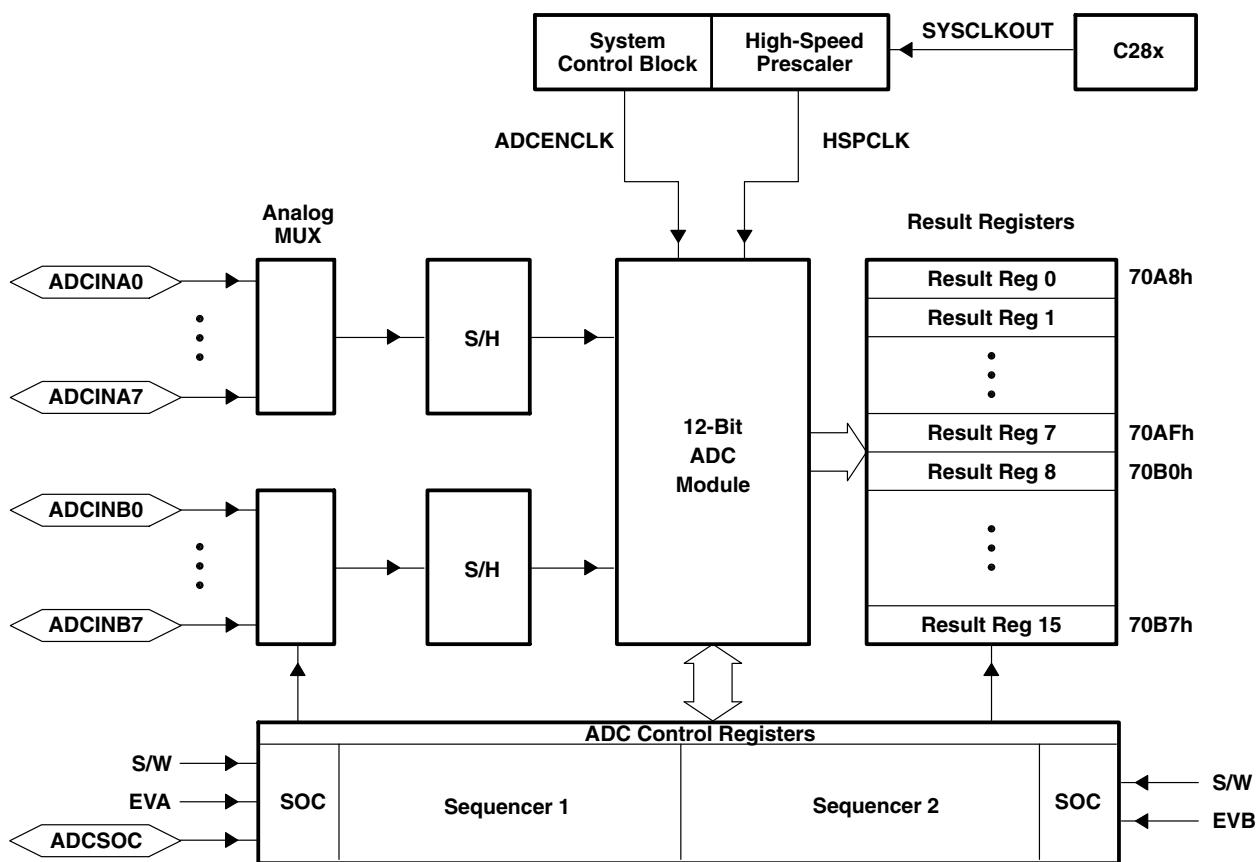 System
Control Block
High-Speed
Prescaler
SYSCLKOUT
C28x
ADCENCLK
HSPCLK
Analog
MUX
Result Registers
ADCINA0
ADCINA7
S/H
12-Bit
ADC
Module
Result Reg 0
70A8h
Result Reg 1
Result Reg 7
70AFh
Result Reg 8
70B0h
ADCINB0
ADCINB7
S/H
Result Reg 15
70B7h
ADC Control Registers
S/W
EVA
ADCSOC
SOC
Sequencer 1
Sequencer 2
SOC
S/W
EVB